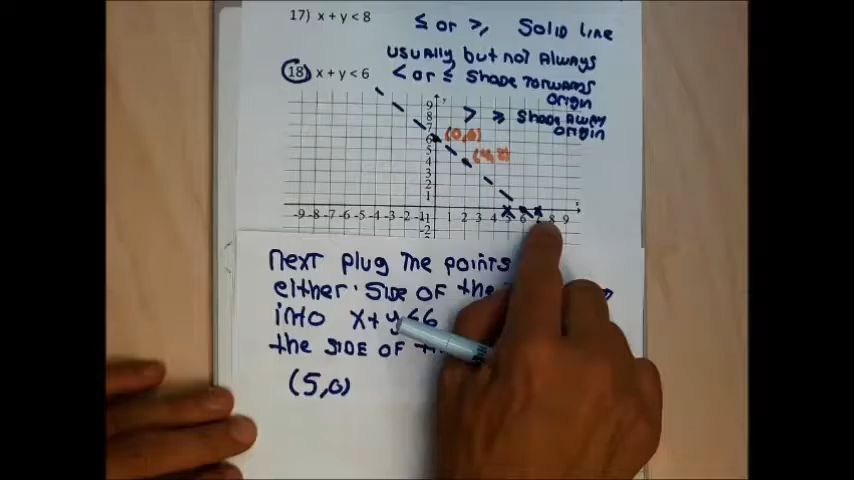 17) x + y < 8
≤ or ≥, Solid line
usually but not Always
18) x + y < 6
< or ≤ Shade Towards
origin
> ≥ Shade Away
origin
y
9
8
7
6
5
4
3
2
1
(0,6)
(4,2)
x
-9 -8 -7 -6 -5 -4 -3 -2 -1 1 2 3 4 5 6 7 8 9
-2
next plug the points
either side of the
into x + y < 6
the side of
(5,0)